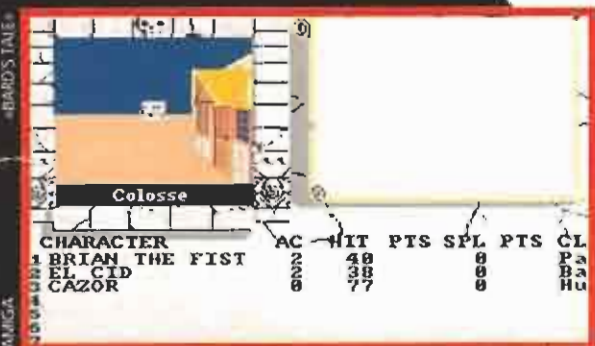 «BARD'S TALE»
AMIGA
Colosse
CHARACTER AC HIT PTS SPL PTS CL
1 BRIAN THE FIST 2 40 0 Pa
2 EL CID 2 38 0 Ba
3 CAZOR 0 77 0 Hu
4
5
6
7